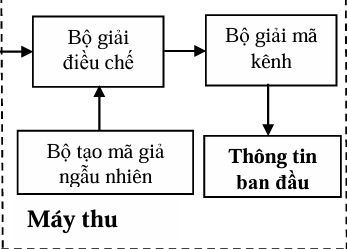 Bộ giải
điều chế
Bộ giải mã
kênh
Bộ tạo mã giả
ngẫu nhiên
Thông tin
ban đầu
Máy thu